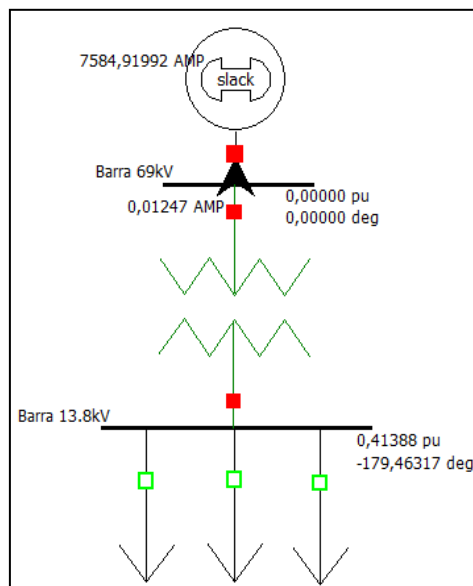 7584,91992 AMP
slack
Barra 69kV
0,01247 AMP
0,00000 pu
0,00000 deg
Barra 13.8kV
0,41388 pu
-179,46317 deg